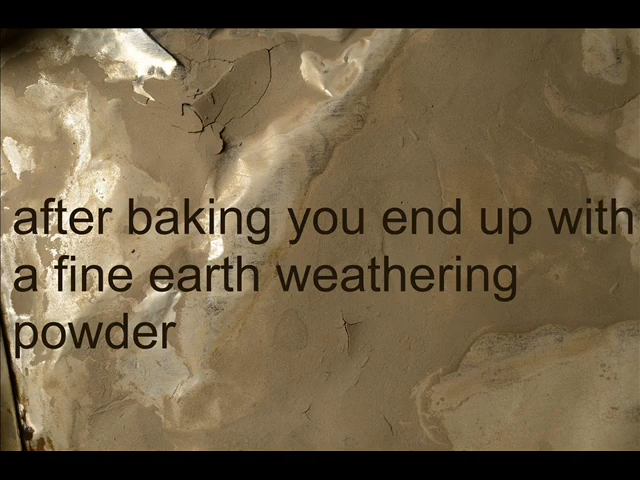 after baking you end up with
a fine earth weathering
powder